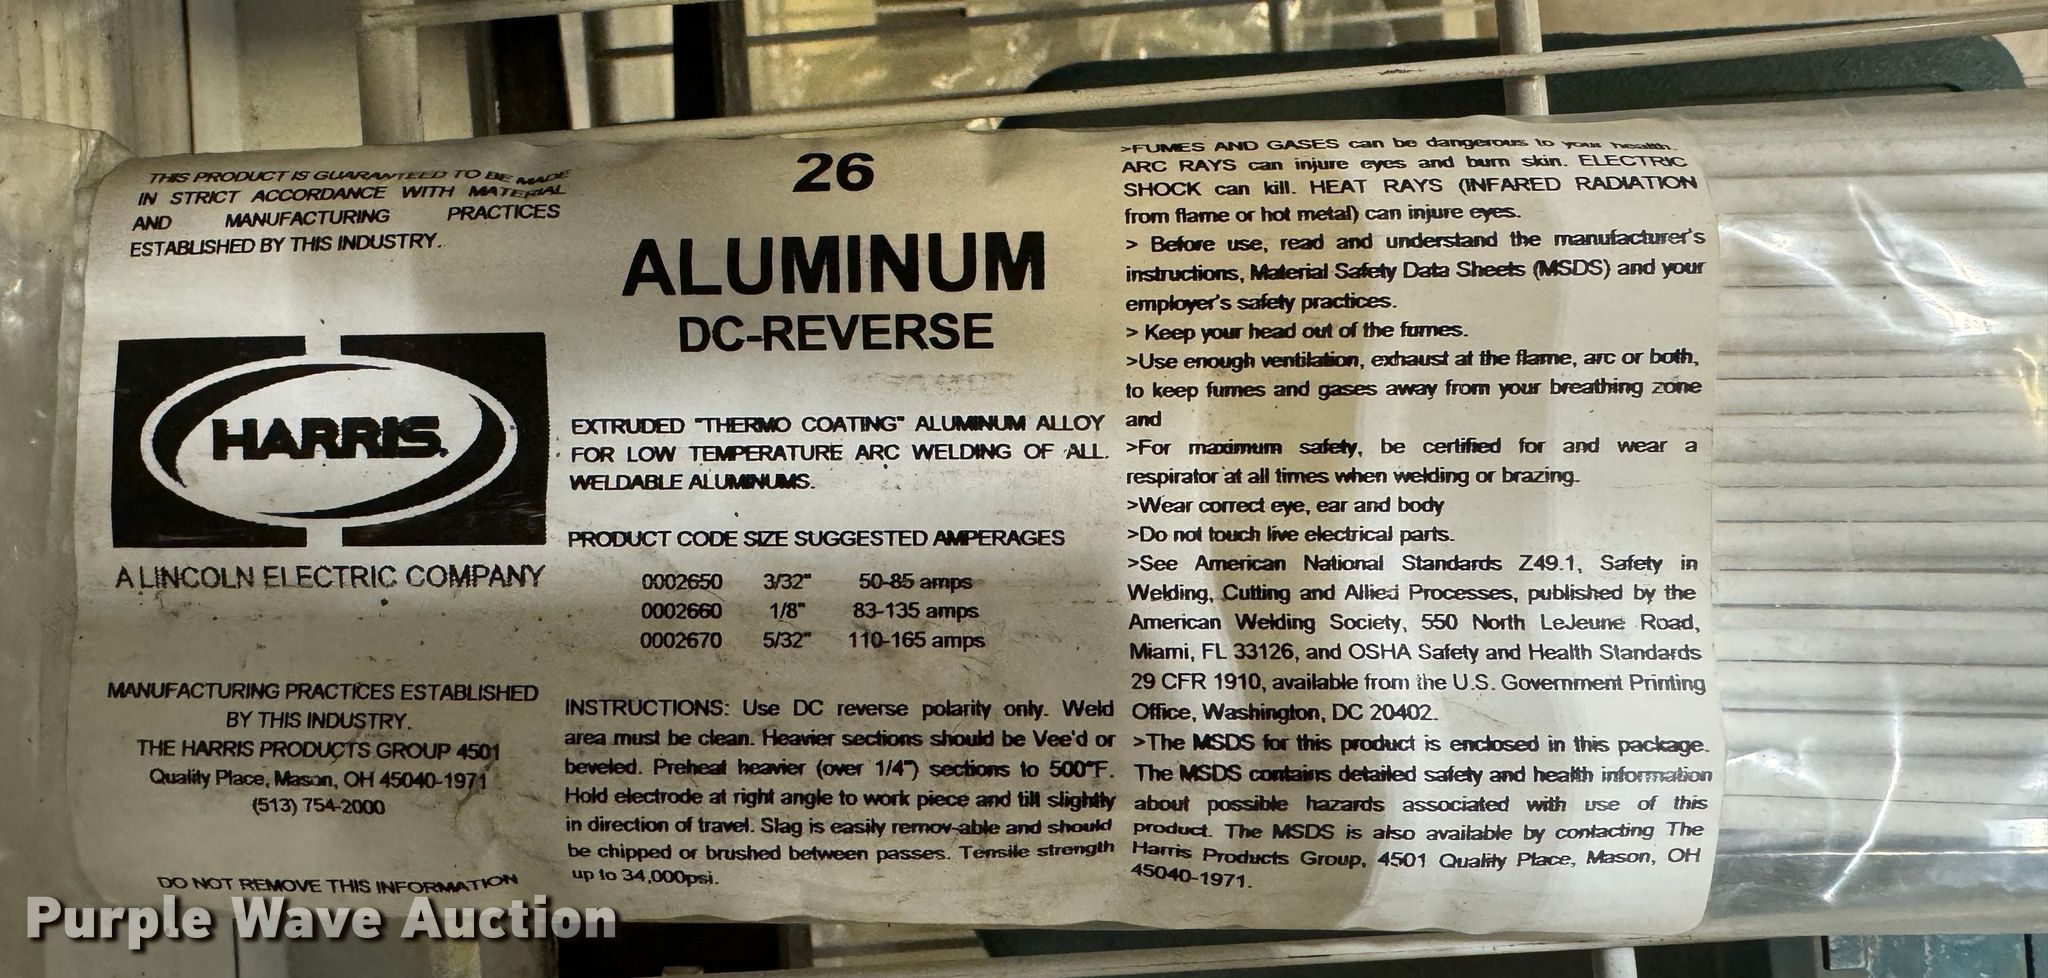 THIS PRODUCT IS GUARANTEED TO BE MADE
IN STRICT ACCORDANCE WITH MATERIAL
AND MANUFACTURING PRACTICES
ESTABLISHED BY THIS INDUSTRY.
HARRIS.
A LINCOLN ELECTRIC COMPANY
MANUFACTURING PRACTICES ESTABLISHED
BY THIS INDUSTRY.
THE HARRIS PRODUCTS GROUP 4501
Quality Place, Mason, OH 45040-1971
(513) 754-2000
DO NOT REMOVE THIS INFORMATION
26
ALUMINUM
DC-REVERSE
EXTRUDED "THERMO COATING" ALUMINUM ALLOY
FOR LOW TEMPERATURE ARC WELDING OF ALL
WELDABLE ALUMINUMS.
PRODUCT CODE SIZE SUGGESTED AMPERAGES
0002650 3/32" 50-85 amps
0002660 1/8" 83-135 amps
0002670 5/32" 110-165 amps
INSTRUCTIONS: Use DC reverse polarity only. Weld
area must be clean. Heavier sections should be Vee'd or
beveled. Preheat heavier (over 1/4") sections to 500°F.
Hold electrode at right angle to work piece and tilt slightly
in direction of travel. Slag is easily remov-able and should
be chipped or brushed between passes. Tensile strength
up to 34,000psi.
>FUMES AND GASES can be dangerous to your health.
ARC RAYS can injure eyes and burn skin. ELECTRIC
SHOCK can kill. HEAT RAYS (INFARED RADIATION
from flame or hot metal) can injure eyes.
> Before use, read and understand the manufacturer's
instructions, Material Safety Data Sheets (MSDS) and your
employer's safety practices.
> Keep your head out of the fumes.
>Use enough ventilation, exhaust at the flame, arc or both,
to keep fumes and gases away from your breathing zone
and
>For maximum safety, be certified for and wear a
respirator at all times when welding or brazing.
>Wear correct eye, ear and body
>Do not touch live electrical parts.
>See American National Standards Z49.1, Safety in
Welding, Cutting and Allied Processes, published by the
American Welding Society, 550 North LeJeune Road,
Miami, FL 33126, and OSHA Safety and Health Standards
29 CFR 1910, available from the U.S. Government Printing
Office, Washington, DC 20402.
>The MSDS for this product is enclosed in this package.
The MSDS contains detailed safety and health information
about possible hazards associated with use of this
product. The MSDS is also available by contacting The
Harris Products Group, 4501 Quality Place, Mason, OH
45040-1971.
Purple Wave Auction